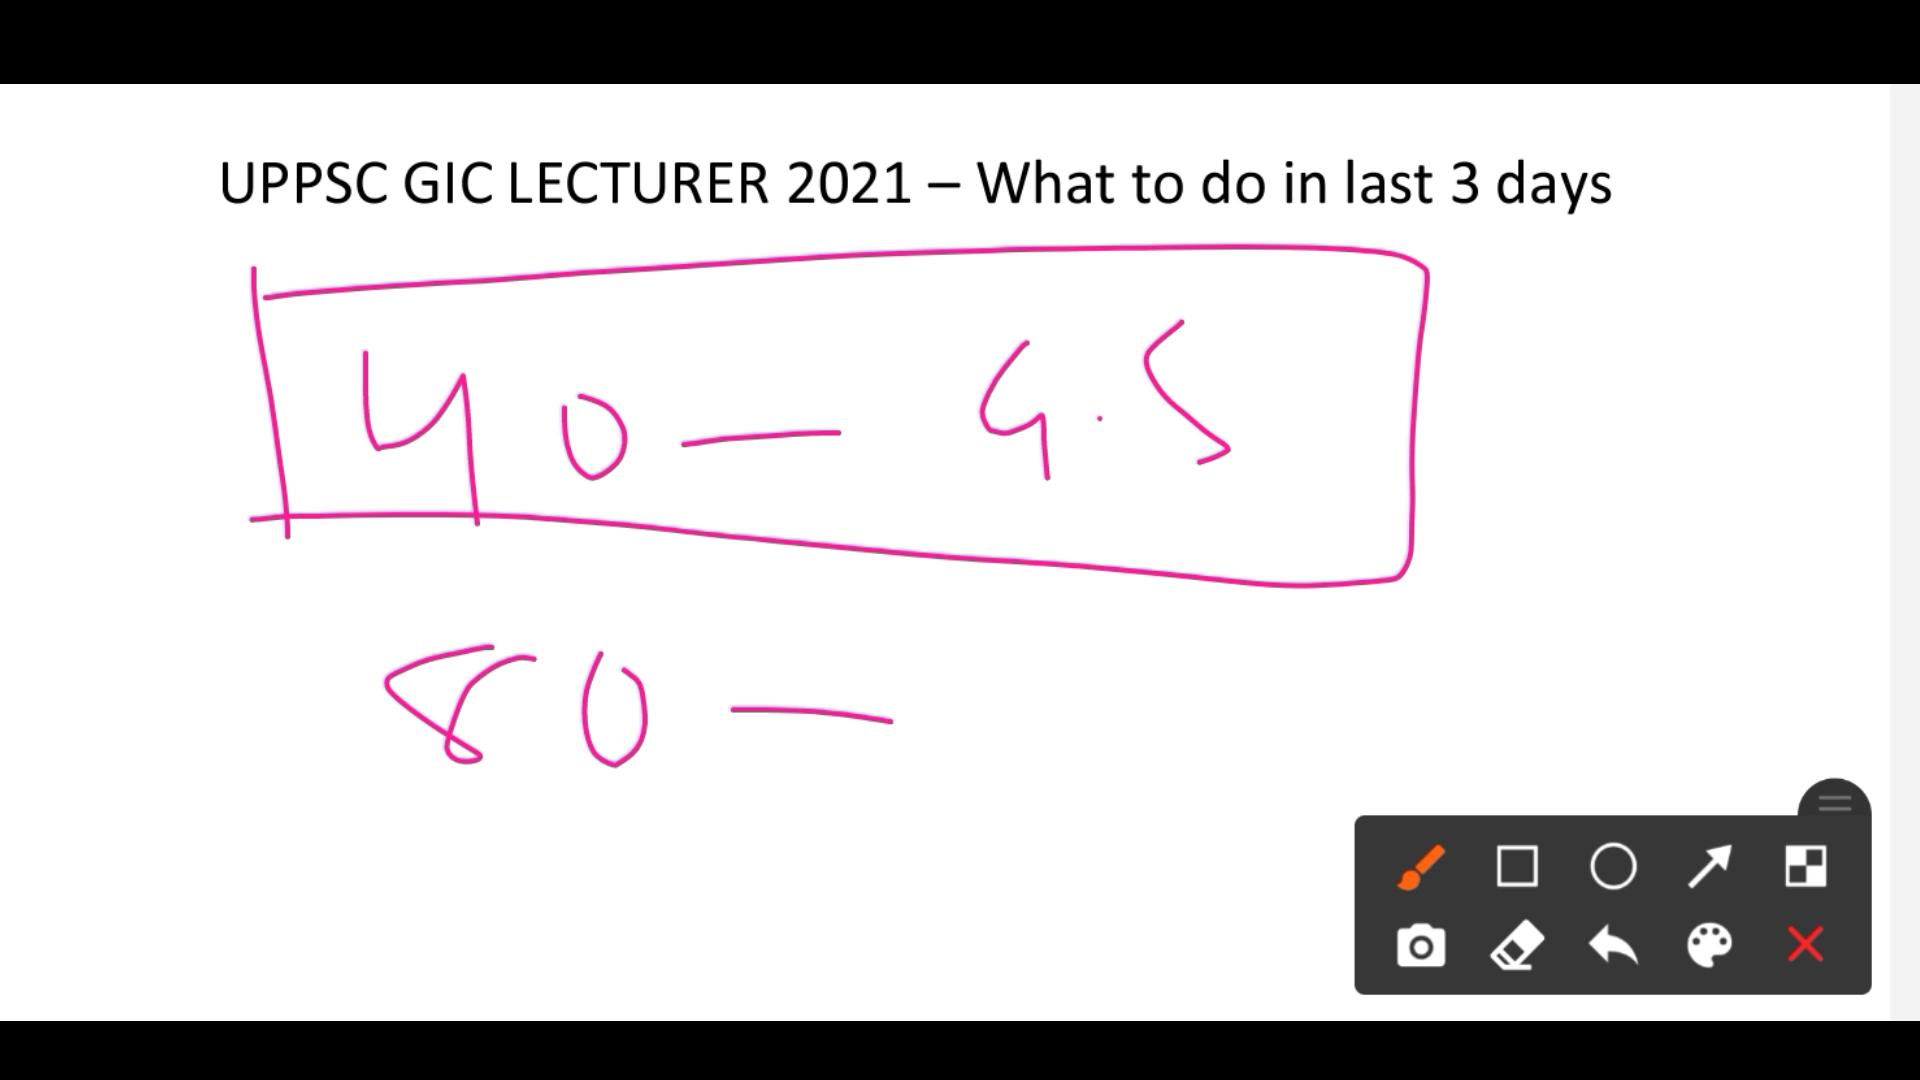 UPPSC GIC LECTURER 2021 – What to do in last 3 days
40 — G.S
80 —